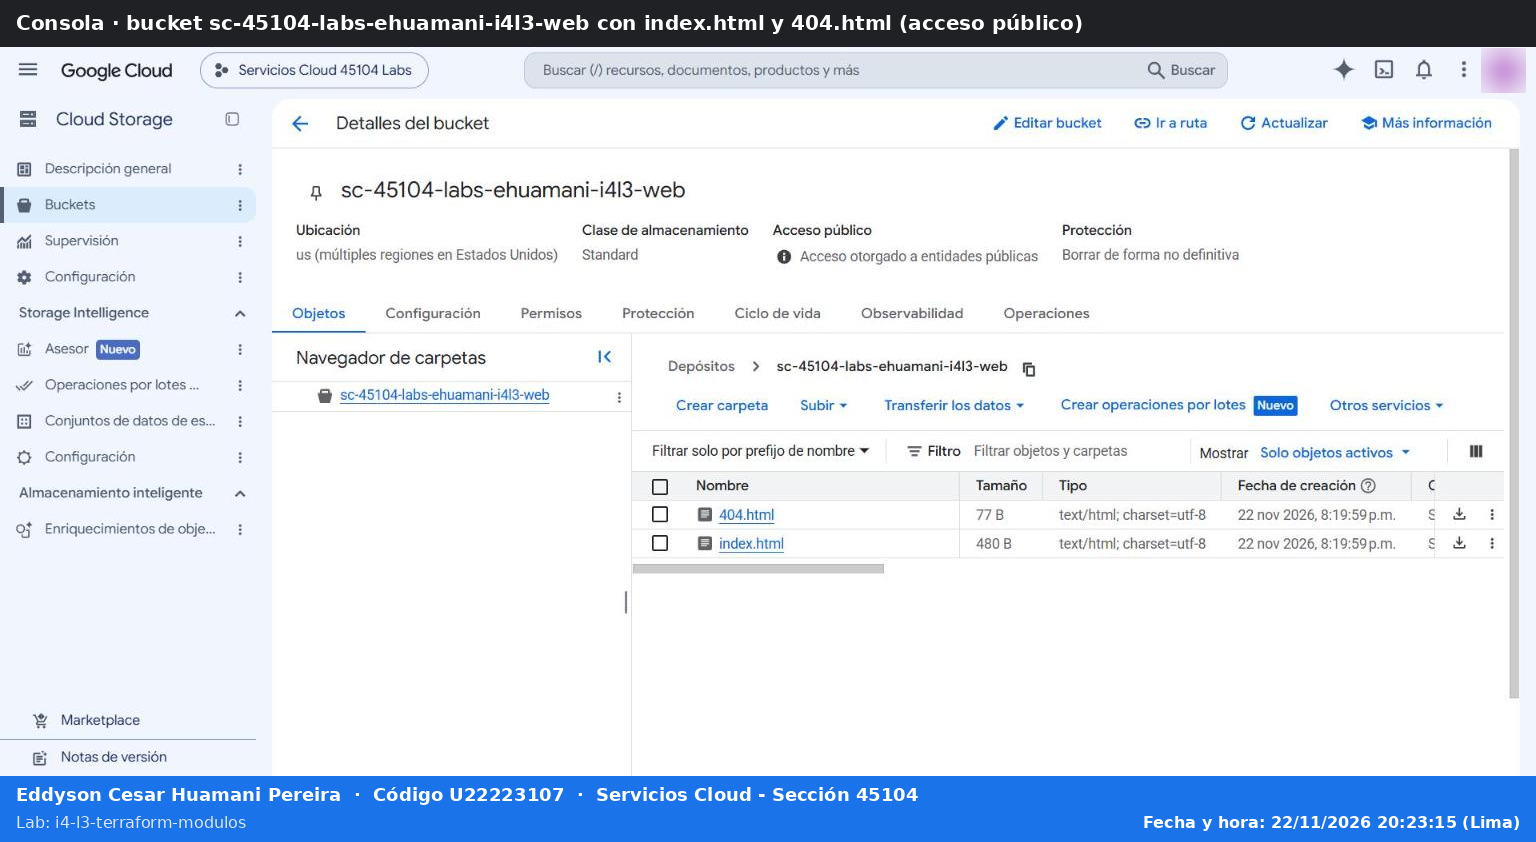 Consola · bucket sc-45104-labs-ehuamani-i4l3-web con index.html y 404.html (acceso público)
Google Cloud
Servicios Cloud 45104 Labs
Buscar (/) recursos, documentos, productos y más
Buscar
Cloud Storage
Descripción general
Buckets
Supervisión
Configuración
Storage Intelligence
Asesor Nuevo
Operaciones por lotes ...
Conjuntos de datos de es...
Configuración
Almacenamiento inteligente
Enriquecimientos de obje...
Marketplace
Notas de versión
Detalles del bucket
Editar bucket
Ir a ruta
Actualizar
Más información
sc-45104-labs-ehuamani-i4l3-web
Ubicación
us (múltiples regiones en Estados Unidos)
Clase de almacenamiento
Standard
Acceso público
Acceso otorgado a entidades públicas
Protección
Borrar de forma no definitiva
Objetos Configuración Permisos Protección Ciclo de vida Observabilidad Operaciones
Navegador de carpetas
sc-45104-labs-ehuamani-i4l3-web
Depósitos sc-45104-labs-ehuamani-i4l3-web
Crear carpeta Subir Transferir los datos Crear operaciones por lotes Nuevo Otros servicios
Filtrar solo por prefijo de nombre Filtro Filtrar objetos y carpetas Mostrar Solo objetos activos
Nombre Tamaño Tipo Fecha de creación
404.html 77 B text/html; charset=utf-8 22 nov 2026, 8:19:59 p.m.
index.html 480 B text/html; charset=utf-8 22 nov 2026, 8:19:59 p.m.
Eddyson Cesar Huamani Pereira · Código U22223107 · Servicios Cloud - Sección 45104
Lab: i4-l3-terraform-modulos
Fecha y hora: 22/11/2026 20:23:15 (Lima)